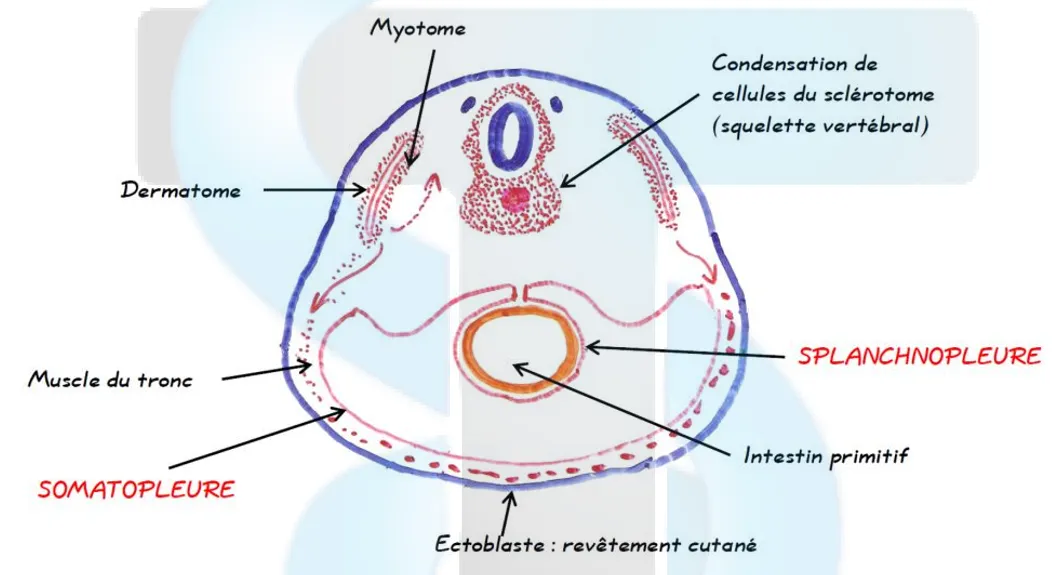 Myotome
Condensation de
cellules du sclérotome
(squelette vertébral)
Dermatome
SPLANCHNOPLEURE
Muscle du tronc
Intestin primitif
SOMATOPLEURE
Ectoblaste : revêtement cutané